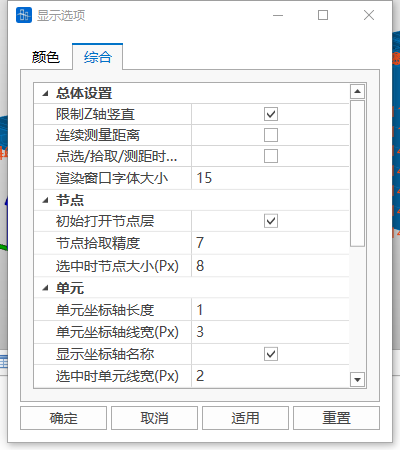 显示选项
颜色 综合
总体设置
限制Z轴竖直
连续测量距离
点选/拾取/测距时...
渲染窗口字体大小 15
节点
初始打开节点层
节点拾取精度 7
选中时节点大小(Px) 8
单元
单元坐标轴长度 1
单元坐标轴线宽(Px) 3
显示坐标轴名称
选中时单元线宽(Px) 2
确定 取消 适用 重置